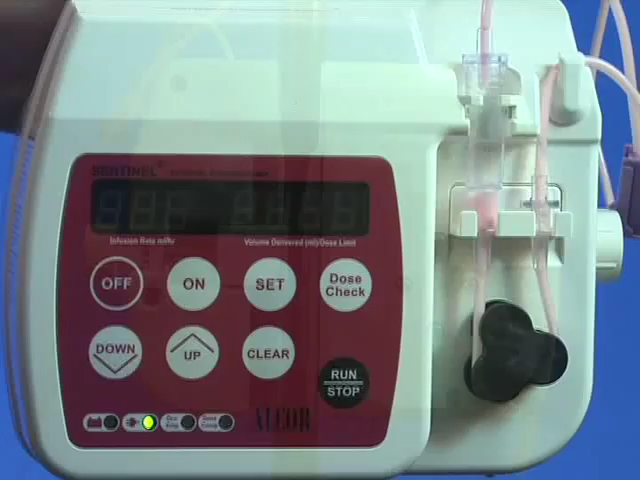 SENTINEL
Infusion Rate ml/hr Volume Delivered (ml)/Dose Limit
OFF ON SET Dose Check
DOWN UP CLEAR RUN STOP
ALCOR